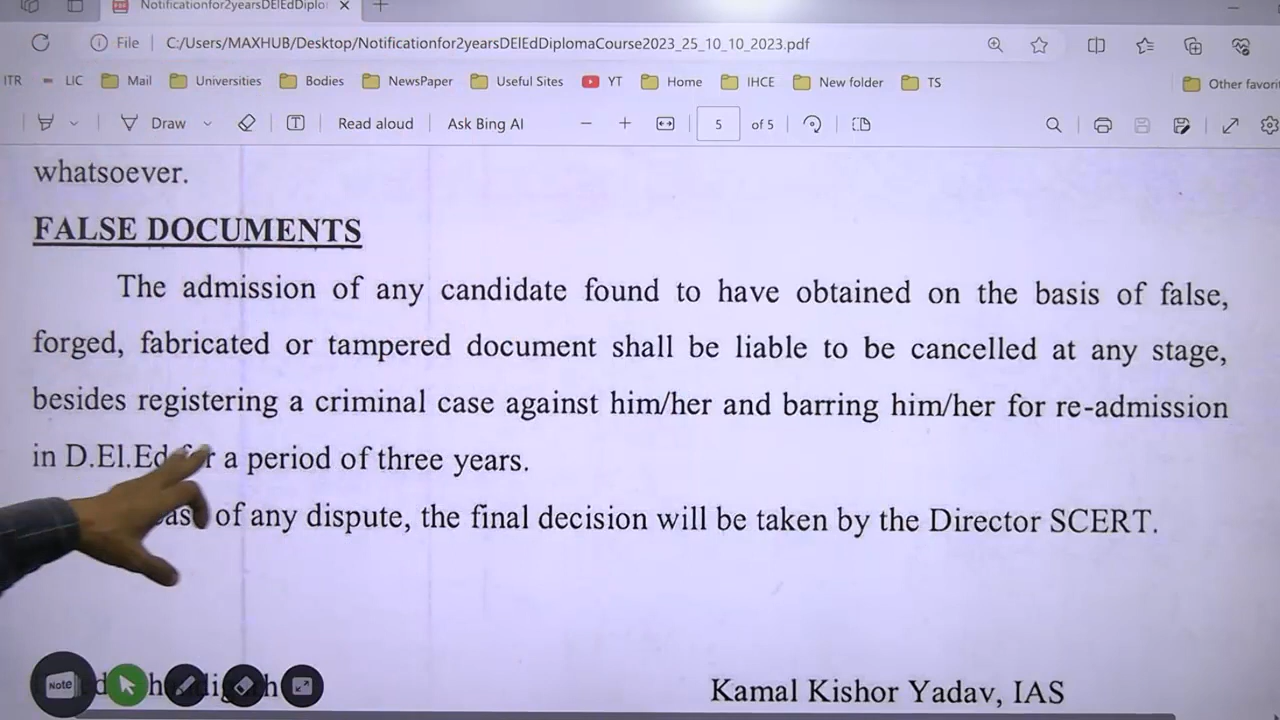 Notificationfor2yearsDElEdDiplo
File C:/Users/MAXHUB/Desktop/Notificationfor2yearsDElEdDiplomaCourse2023_25_10_10_2023.pdf
ITR LIC Mail Universities Bodies NewsPaper Useful Sites YT Home IHCE New folder TS Other favori
Draw Read aloud Ask Bing AI 5 of 5
whatsoever.
FALSE DOCUMENTS
The admission of any candidate found to have obtained on the basis of false,
forged, fabricated or tampered document shall be liable to be cancelled at any stage,
besides registering a criminal case against him/her and barring him/her for re-admission
in D.El.Ed for a period of three years.
of any dispute, the final decision will be taken by the Director SCERT.
Note
Kamal Kishor Yadav, IAS